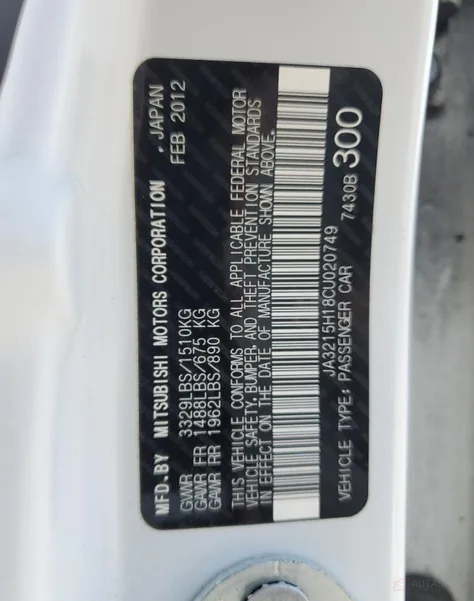 MFD.BY MITSUBISHI MOTORS CORPORATION , JAPAN
FEB 2012
GVWR 3329LBS/1510KG
GAWR FR 1488LBS/675 KG
GAWR RR 1962LBS/890 KG
THIS VEHICLE CONFORMS TO ALL APPLICABLE FEDERAL MOTOR
VEHICLE SAFETY,BUMPER, AND THEFT PREVENTION STANDARDS
IN EFFECT ON THE DATE OF MANUFACTURE SHOWN ABOVE.
JA3215H18CU020749
VEHICLE TYPE: PASSENGER CAR 7430B 300